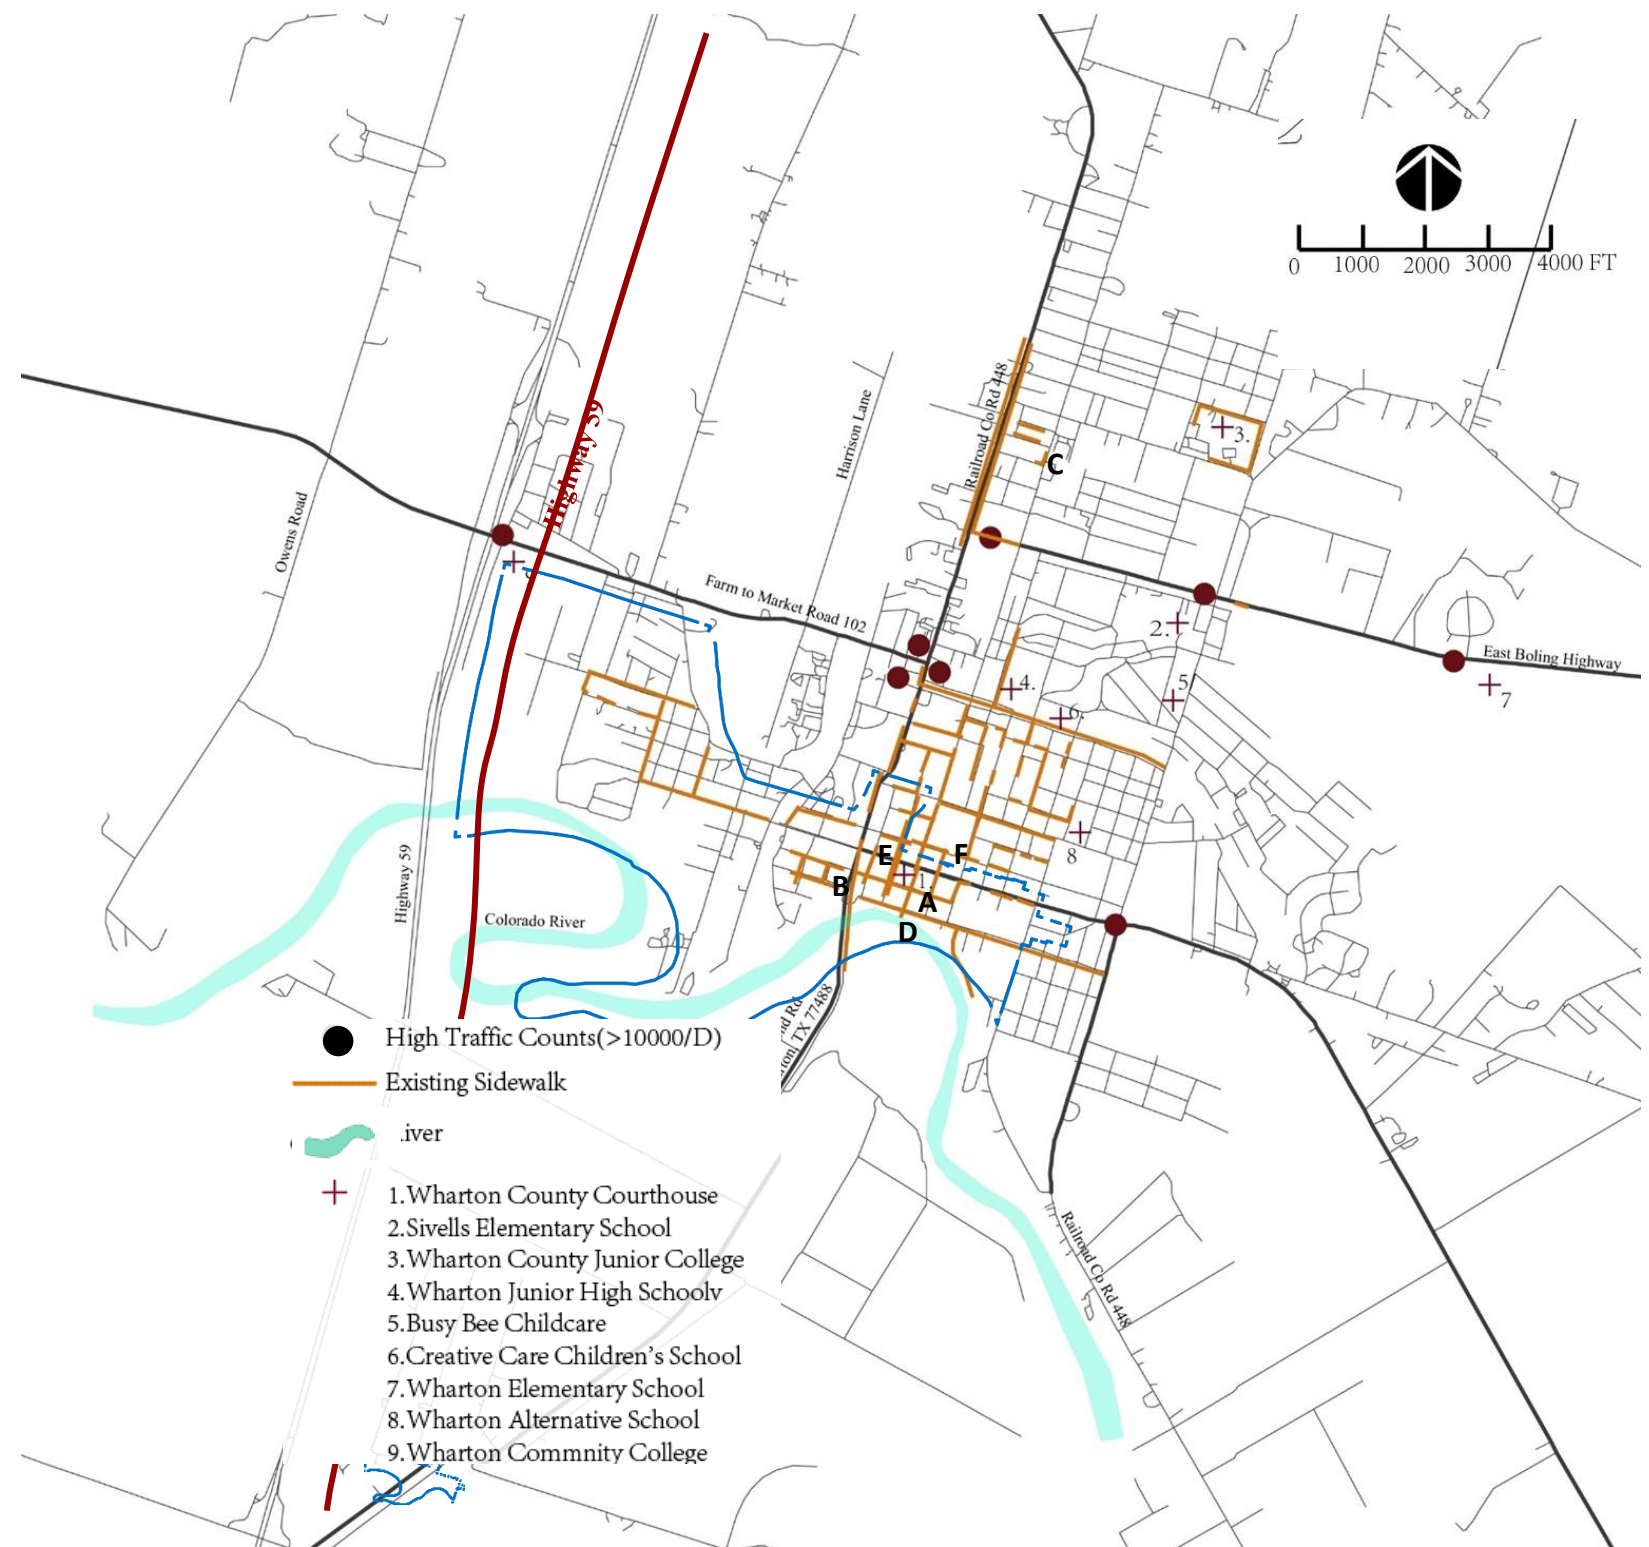 0 1000 2000 3000 4000 FT
Highway 59
Harrison Lane
Railroad Co Rd 448
3.
C
Owens Road
Farm to Market Road 102
2.
East Boling Highway
4.
5
7
6.
E
F
8
B
1.
A
Highway 59
Colorado River
D
TX 77488
High Traffic Counts(>10000/D)
Existing Sidewalk
iver
1.Wharton County Courthouse
2.Sivells Elementary School
3.Wharton County Junior College
4.Wharton Junior High Schoolv
5.Busy Bee Childcare
6.Creative Care Children's School
7.Wharton Elementary School
8.Wharton Alternative School
9.Wharton Commnity College
Railroad Co Rd 448